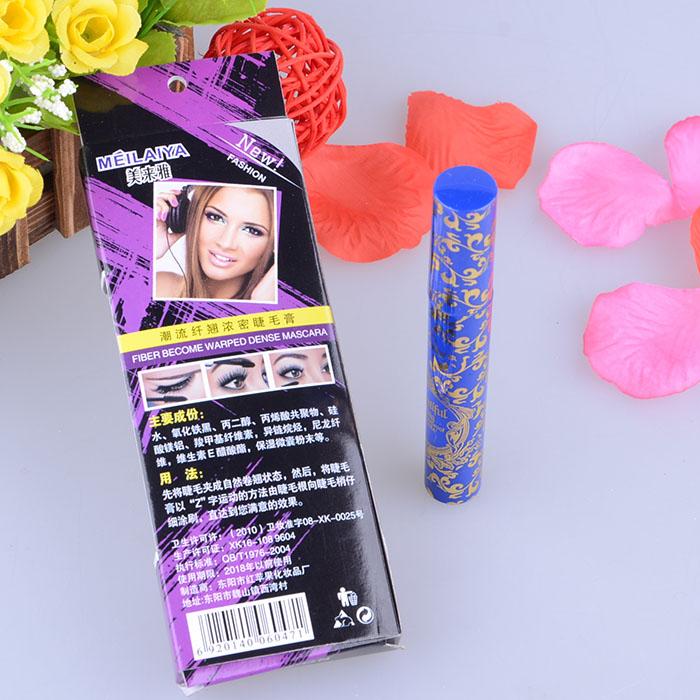 New!
FASHION
MEILAIYA
美来雅
潮流纤翘浓密睫毛膏
FIBER BECOME WARPED DENSE MASCARA
主要成份:
水、氧化铁黑、丙二醇、丙烯酸共聚物、硅
酸镁铝、羧甲基纤维素，异链烷烃，尼龙纤
维，维生素E醋酸酯，保湿微囊粉末等。
用 法:
先将睫毛夹成自然卷翘状态，然后，将睫毛
膏以“Z”字运动的方法由睫毛根向睫毛梢仔
细涂刷，直达到您满意的效果。
卫生许可许:（2010）卫妆准字08-XK-0025号
生产许可证: XK16-108 9604
执行标准: QB/T1976-2004
使用期限: 2018年以前使用
制造商: 东阳市红苹果化妆品厂
地址:东阳市巍山镇西湾村
6 920140 060471